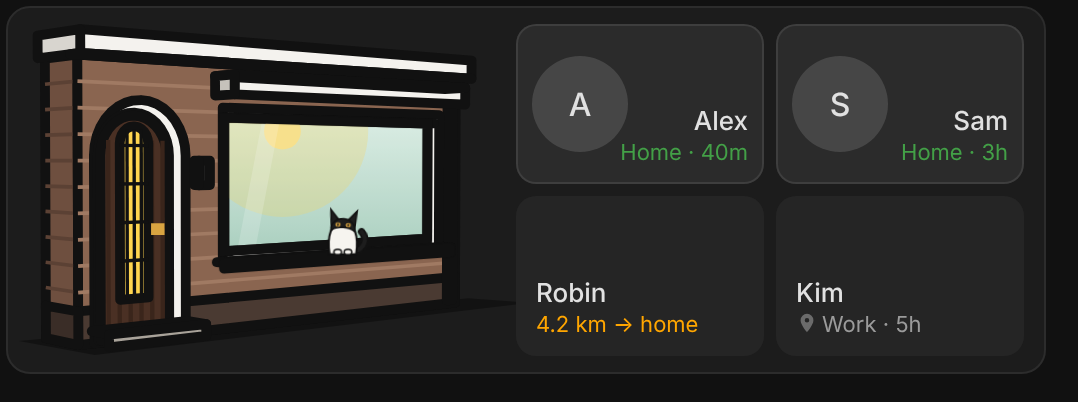 A
Alex
Home · 40m
S
Sam
Home · 3h
Robin
4.2 km → home
Kim
Work · 5h